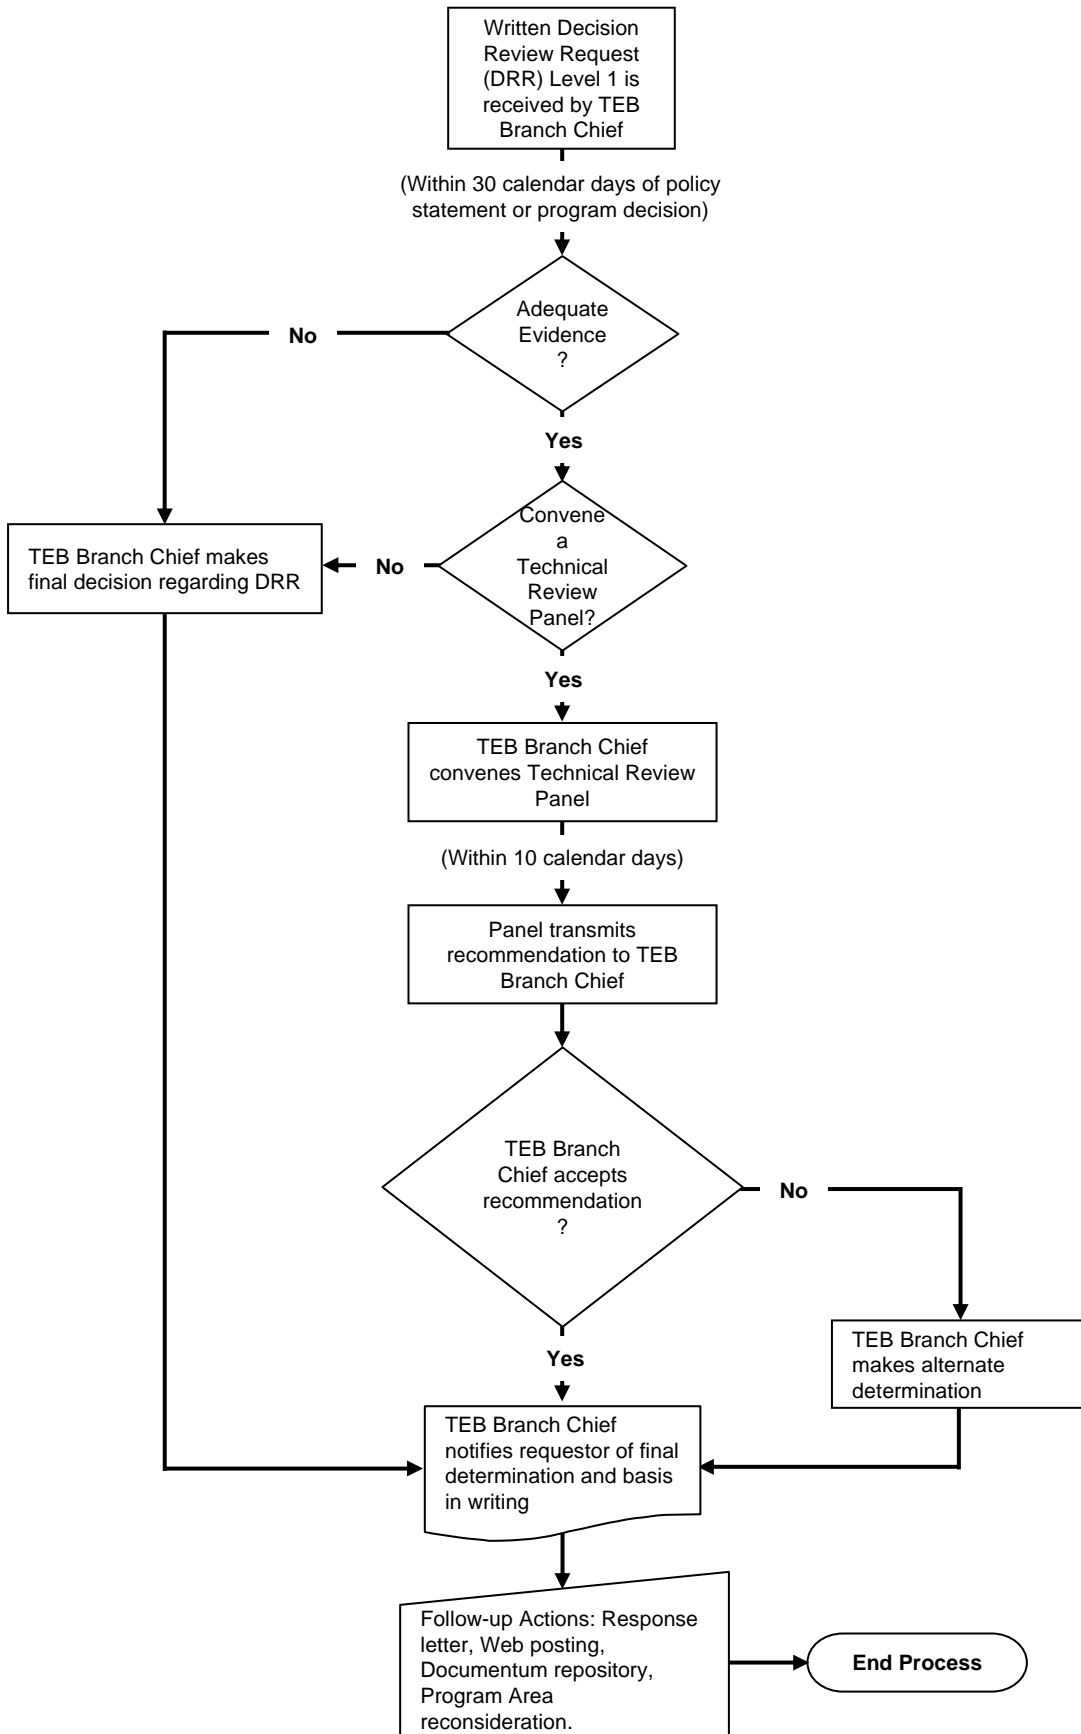 Written Decision
Review Request
(DRR) Level 1 is
received by TEB
Branch Chief
(Within 30 calendar days of policy
statement or program decision)
Adequate
Evidence
?
No
Yes
Convene
a
Technical
Review
Panel?
No
TEB Branch Chief makes
final decision regarding DRR
Yes
TEB Branch Chief
convenes Technical Review
Panel
(Within 10 calendar days)
Panel transmits
recommendation to TEB
Branch Chief
TEB Branch
Chief accepts
recommendation
?
No
Yes
TEB Branch Chief
makes alternate
determination
TEB Branch Chief
notifies requestor of final
determination and basis
in writing
Follow-up Actions: Response
letter, Web posting,
Documentum repository,
Program Area
reconsideration.
End Process